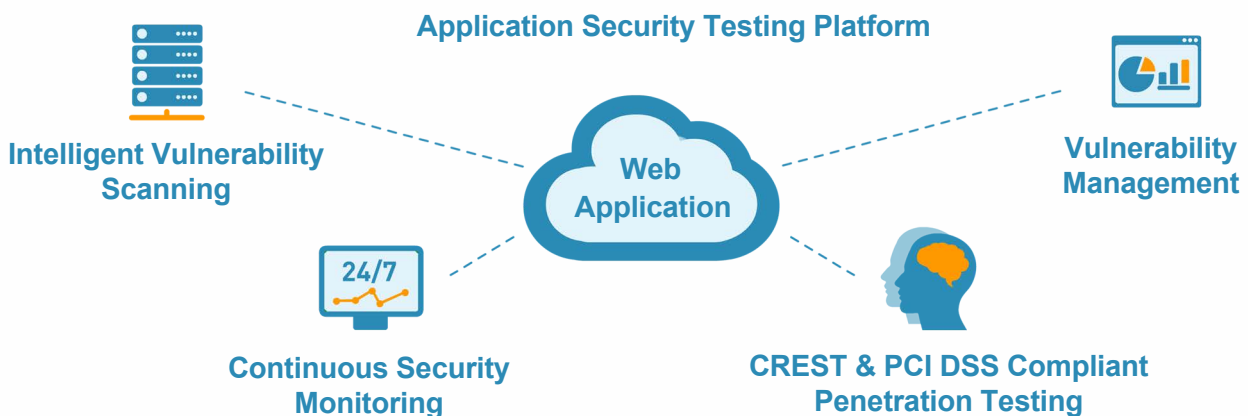 Application Security Testing Platform
Intelligent Vulnerability
Scanning
Web
Application
Vulnerability
Management
24/7
Continuous Security
Monitoring
CREST & PCI DSS Compliant
Penetration Testing